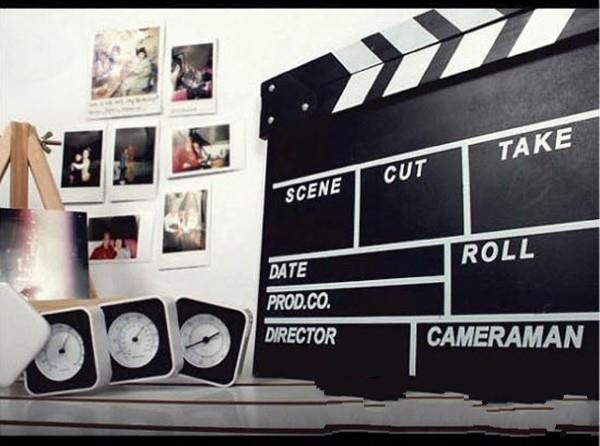 SCENE CUT TAKE
DATE ROLL
PROD.CO.
DIRECTOR CAMERAMAN